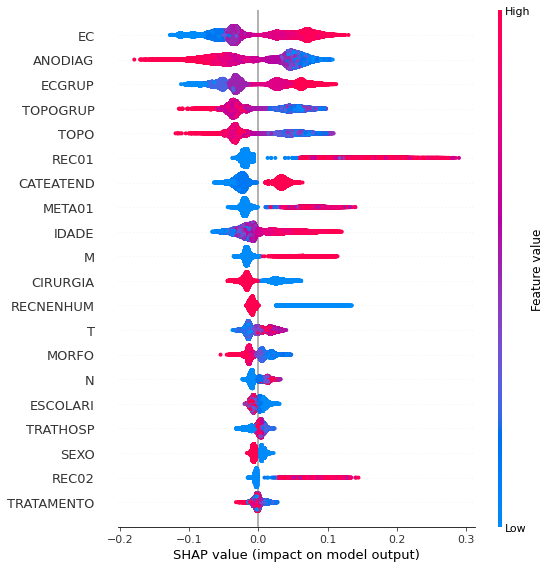 High
EC
ANODIAG
ECGRUP
TOPOGRUP
TOPO
REC01
CATEATEND
META01
IDADE
M
CIRURGIA
RECNENHUM
T
MORFO
N
ESCOLARI
TRATHOSP
SEXO
REC02
TRATAMENTO
Feature value
Low
−0.2 −0.1 0.0 0.1 0.2 0.3
SHAP value (impact on model output)